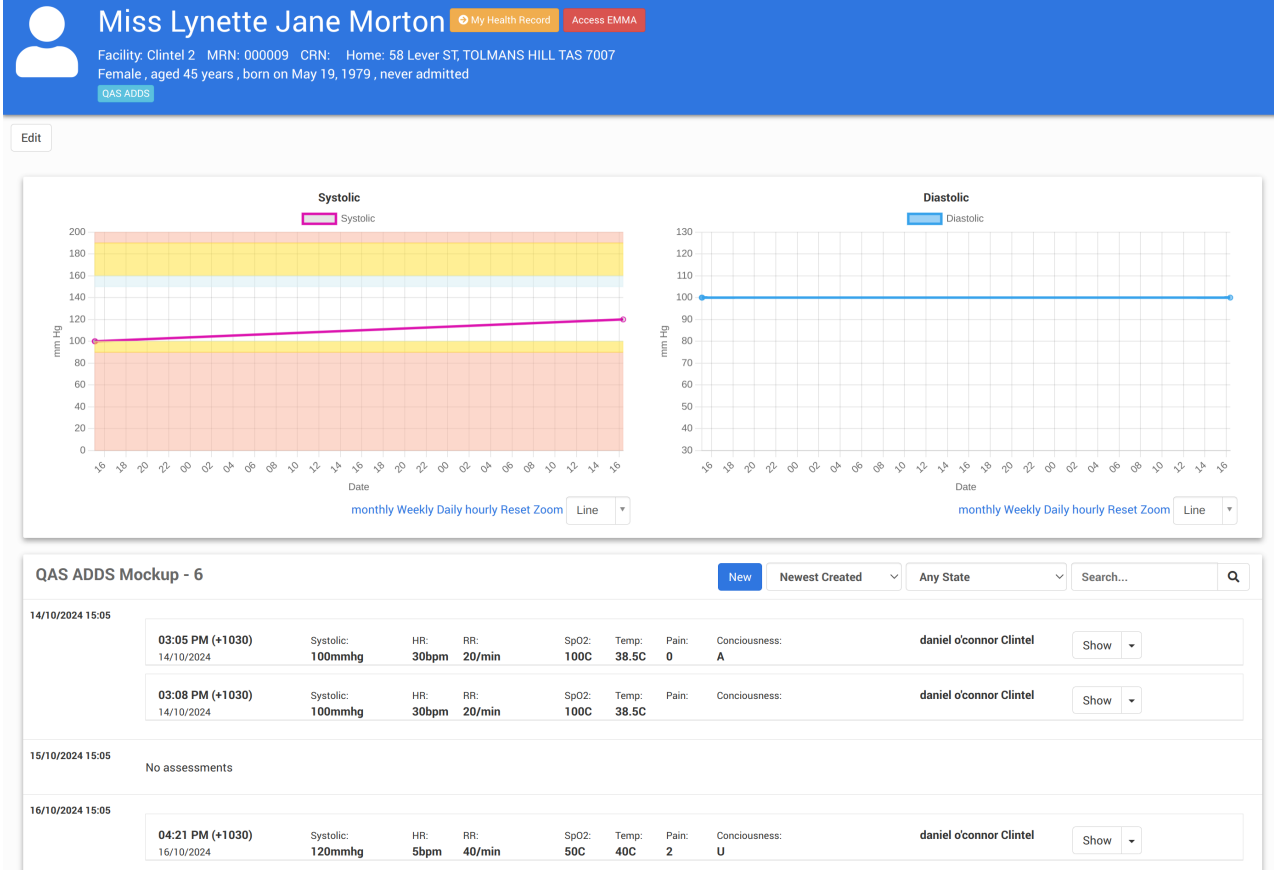 Miss Lynette Jane Morton My Health Record Access EMMA
Facility: Clintel 2 MRN: 000009 CRN: Home: 58 Lever ST, TOLMANS HILL TAS 7007
Female , aged 45 years , born on May 19, 1979 , never admitted
QAS ADDS
Edit
Systolic
Systolic
200
180
160
140
120
100
80
60
40
20
0
mm Hg
16 18 20 22 00 02 04 06 08 10 12 14 16 18 20 22 00 02 04 06 08 10 12 14 16
Date
monthly Weekly Daily hourly Reset Zoom Line
Diastolic
Diastolic
130
120
110
100
90
80
70
60
50
40
30
mm Hg
16 18 20 22 00 02 04 06 08 10 12 14 16 18 20 22 00 02 04 06 08 10 12 14 16
Date
monthly Weekly Daily hourly Reset Zoom Line
QAS ADDS Mockup - 6 New Newest Created Any State Search...
14/10/2024 15:05
03:05 PM (+1030) Systolic: HR: RR: SpO2: Temp: Pain: Conciousness: daniel o'connor Clintel Show
14/10/2024 100mmhg 30bpm 20/min 100C 38.5C 0 A
03:08 PM (+1030) Systolic: HR: RR: SpO2: Temp: Pain: Conciousness: daniel o'connor Clintel Show
14/10/2024 100mmhg 30bpm 20/min 100C 38.5C
15/10/2024 15:05
No assessments
16/10/2024 15:05
04:21 PM (+1030) Systolic: HR: RR: SpO2: Temp: Pain: Conciousness: daniel o'connor Clintel Show
16/10/2024 120mmhg 5bpm 40/min 50C 40C 2 U